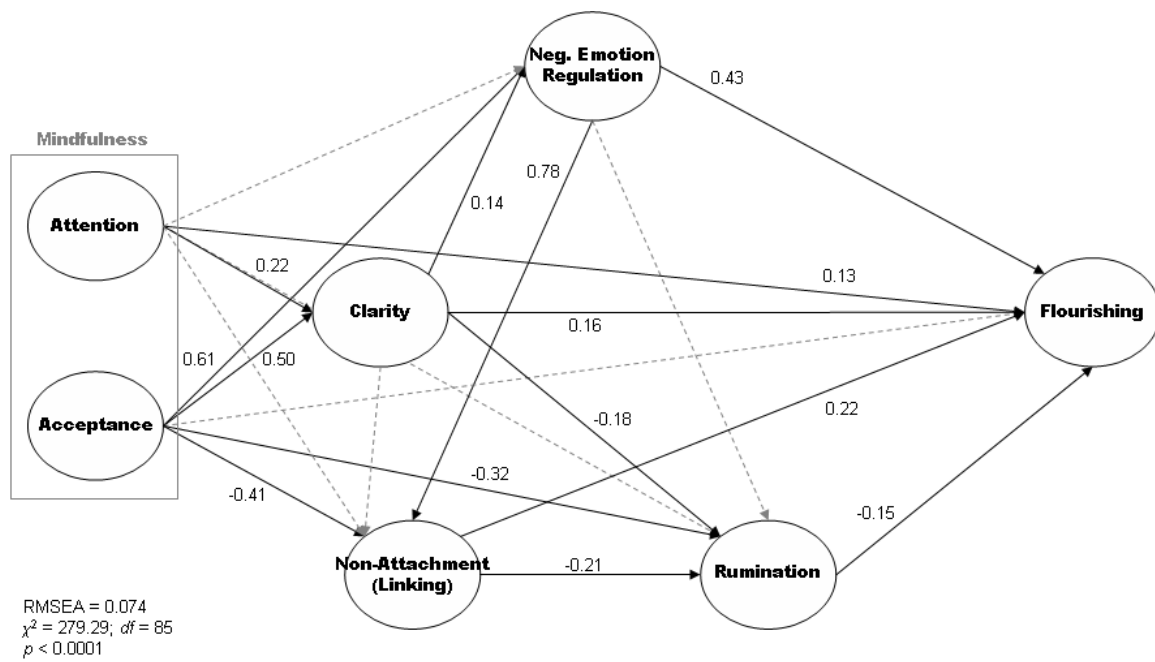 Neg. Emotion
Regulation
0.43
Mindfulness
0.78
0.14
Attention
0.22
0.13
Clarity
Flourishing
0.16
0.61
0.50
Acceptance
0.22
-0.18
-0.32
-0.41
-0.15
Non-Attachment
(Linking)
-0.21
Rumination
RMSEA = 0.074
χ² = 279.29; df = 85
p < 0.0001